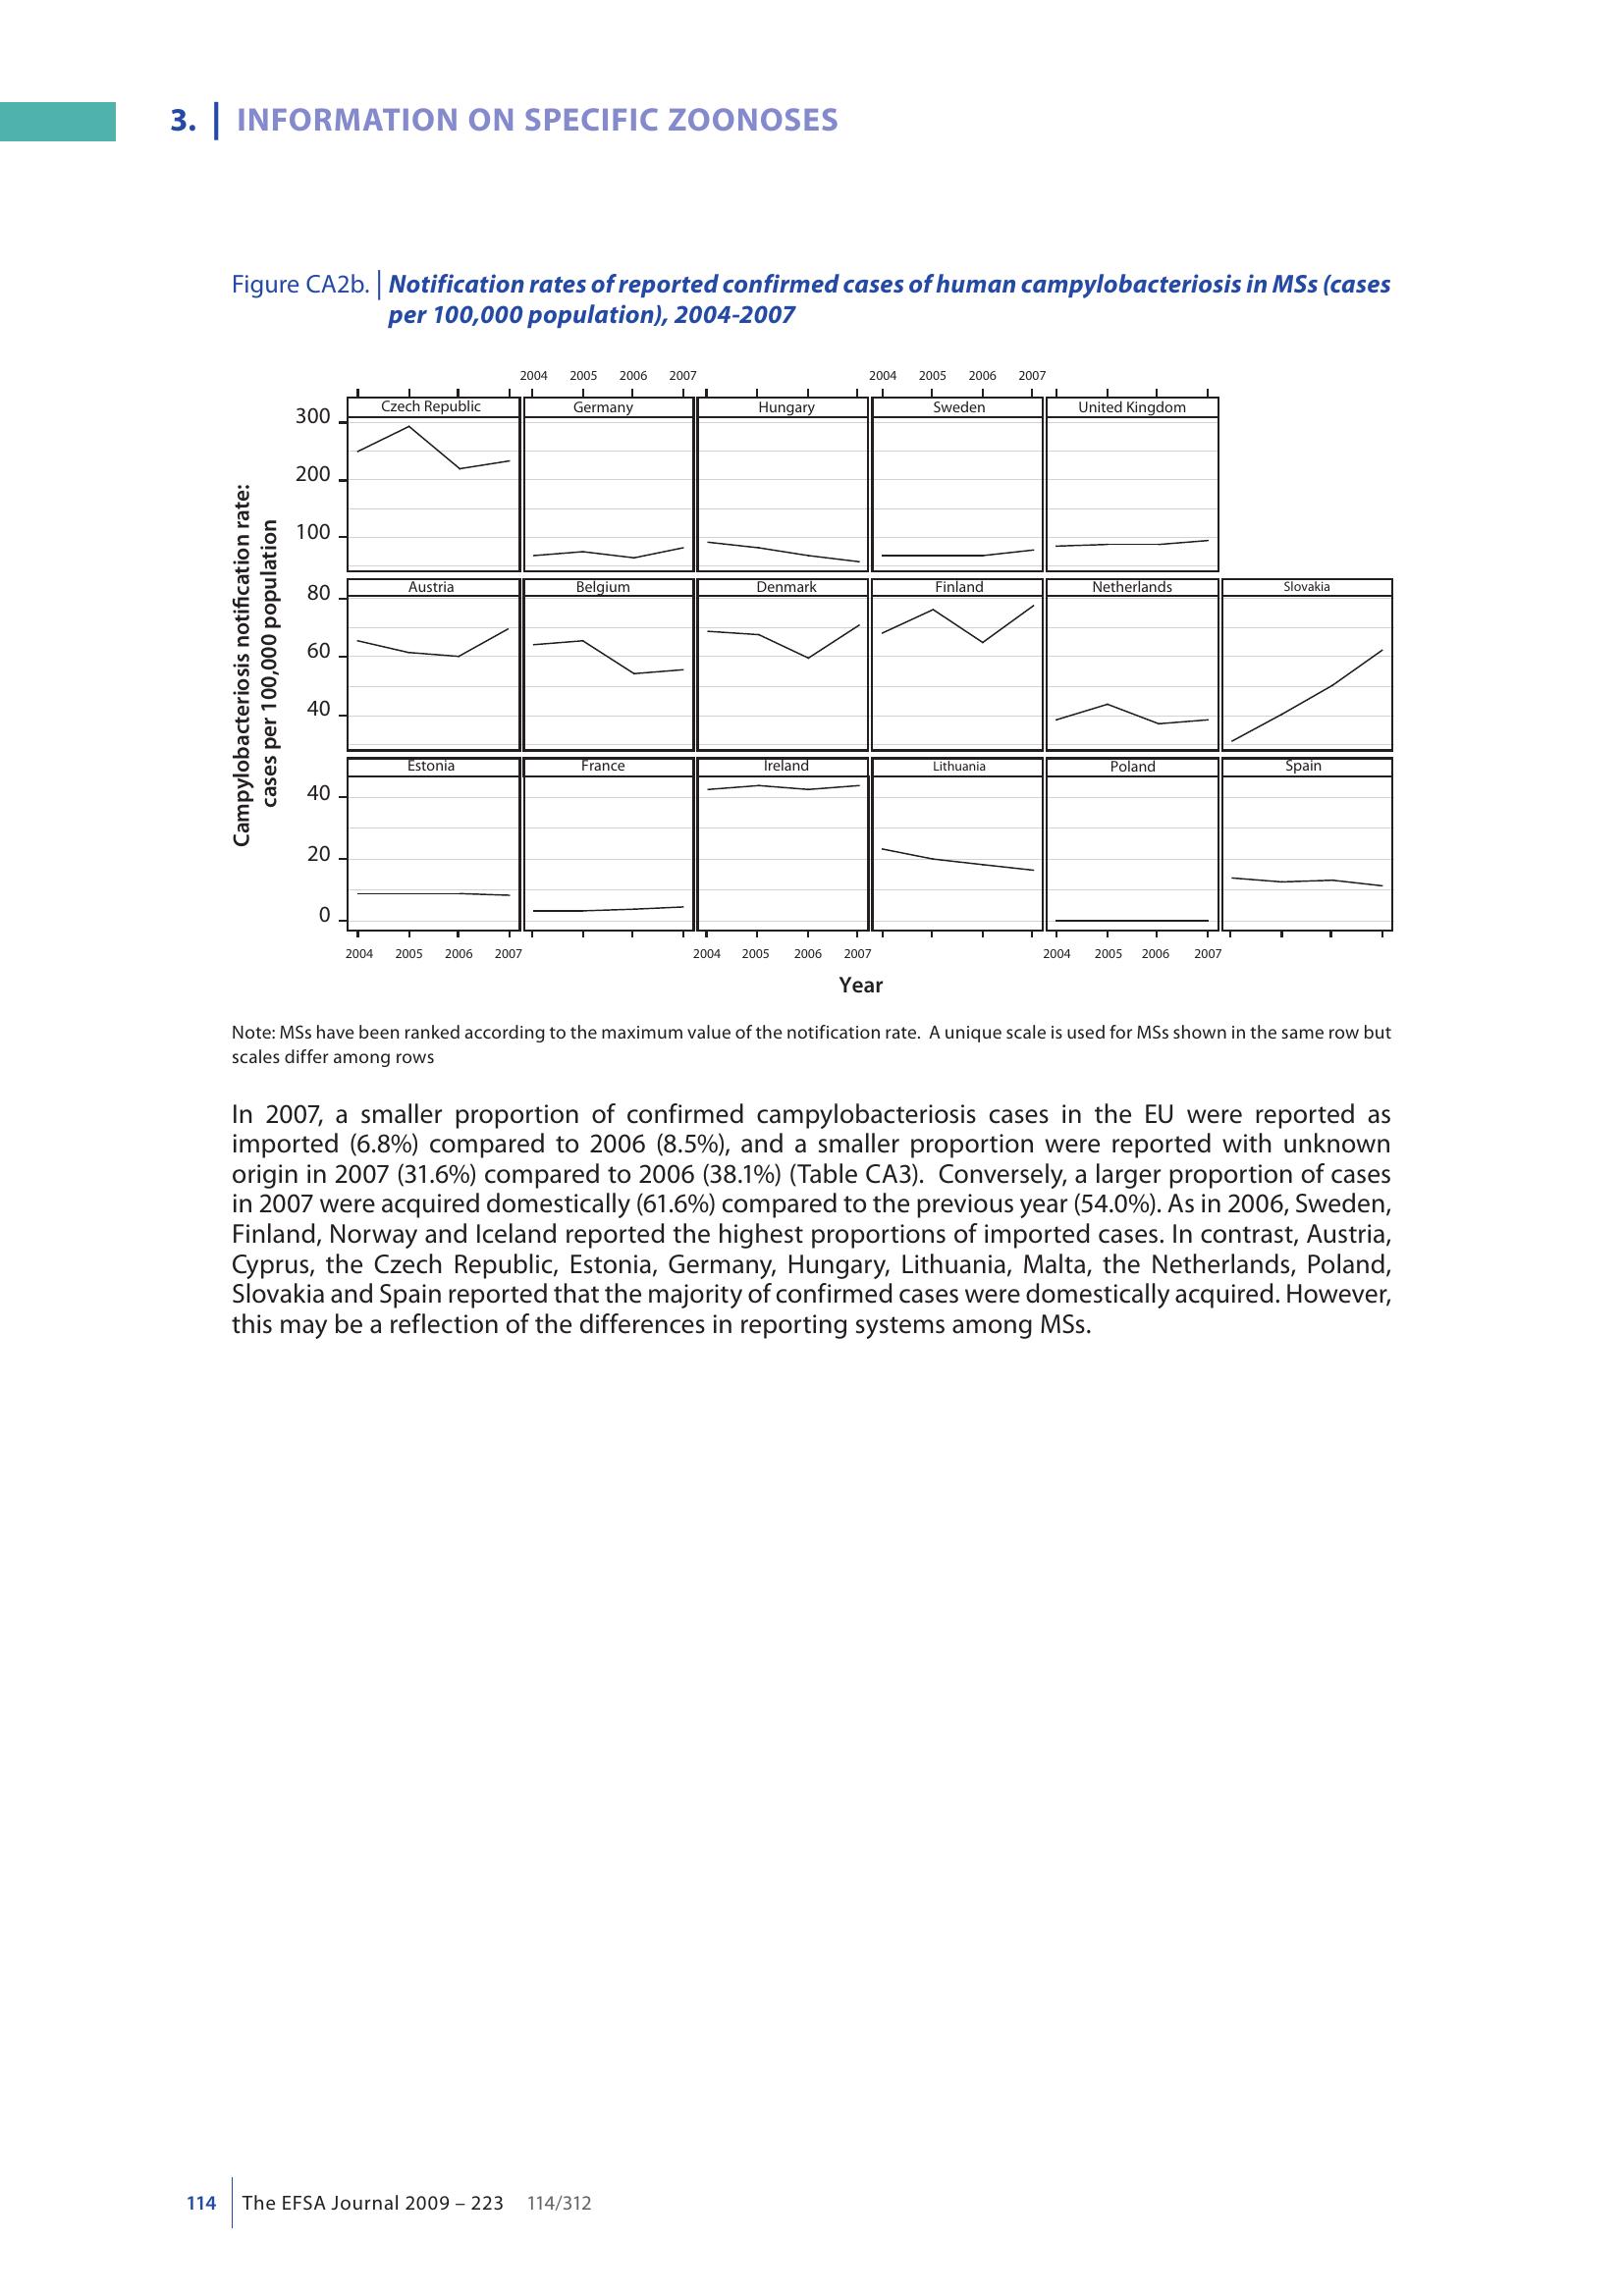 3. INFORMATION ON SPECIFIC ZOONOSES
Figure CA2b. Notification rates of reported confirmed cases of human campylobacteriosis in MSs (cases
per 100,000 population), 2004-2007
2004 2005 2006 2007 2004 2005 2006 2007
Czech Republic Germany Hungary Sweden United Kingdom
300
200
100
Campylobacteriosis notification rate:
cases per 100,000 population
Austria Belgium Denmark Finland Netherlands Slovakia
80
60
40
Estonia France Ireland Lithuania Poland Spain
40
20
0
2004 2005 2006 2007 2004 2005 2006 2007 2004 2005 2006 2007
Year
Note: MSs have been ranked according to the maximum value of the notification rate. A unique scale is used for MSs shown in the same row but
scales differ among rows
In 2007, a smaller proportion of confirmed campylobacteriosis cases in the EU were reported as
imported (6.8%) compared to 2006 (8.5%), and a smaller proportion were reported with unknown
origin in 2007 (31.6%) compared to 2006 (38.1%) (Table CA3). Conversely, a larger proportion of cases
in 2007 were acquired domestically (61.6%) compared to the previous year (54.0%). As in 2006, Sweden,
Finland, Norway and Iceland reported the highest proportions of imported cases. In contrast, Austria,
Cyprus, the Czech Republic, Estonia, Germany, Hungary, Lithuania, Malta, the Netherlands, Poland,
Slovakia and Spain reported that the majority of confirmed cases were domestically acquired. However,
this may be a reflection of the differences in reporting systems among MSs.
114 The EFSA Journal 2009 – 223 114/312